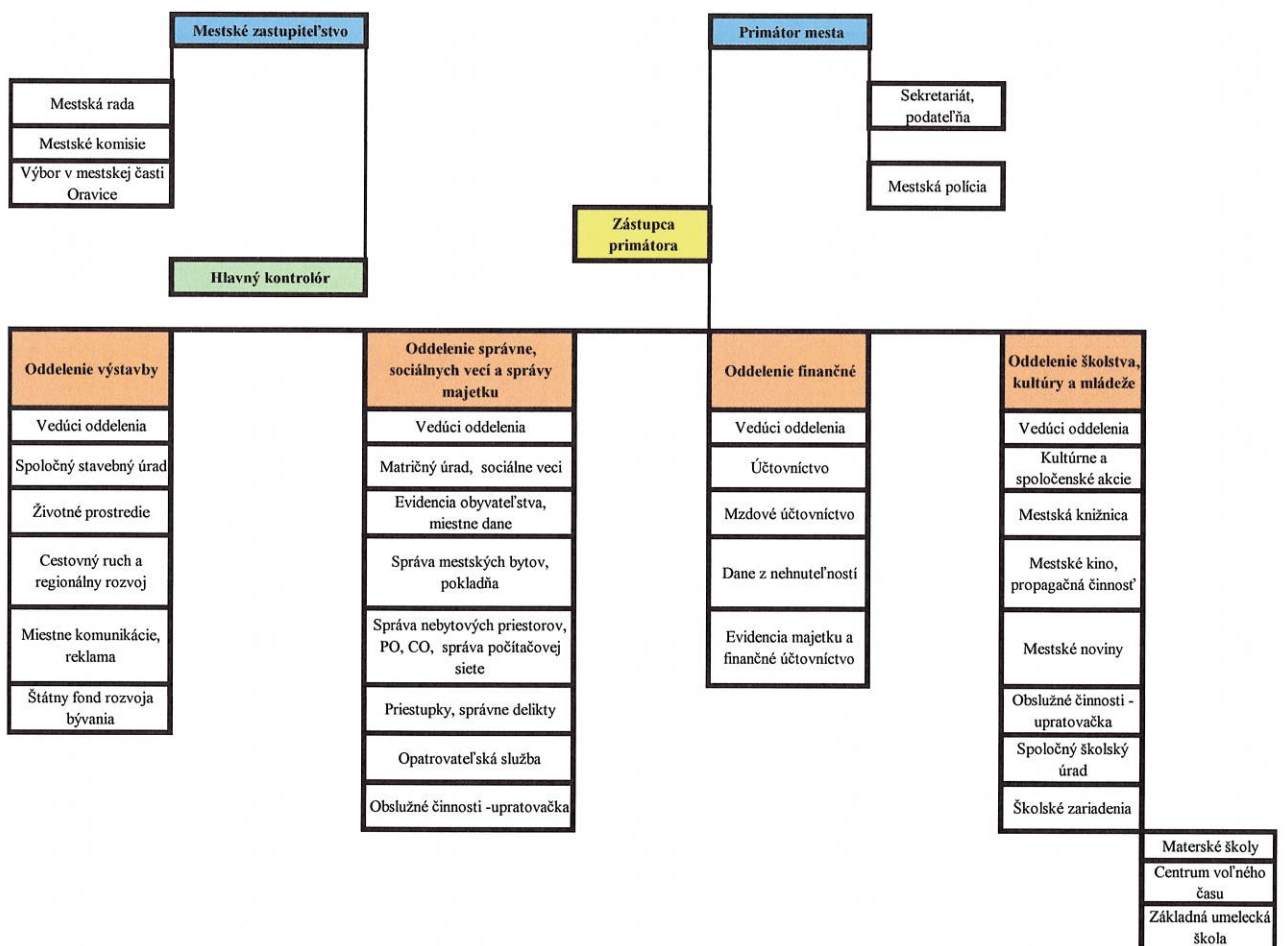 Mestské zastupiteľstvo
Primátor mesta
Mestská rada
Mestské komisie
Výbor v mestskej časti
Oravice
Sekretariát,
podateľňa
Mestská polícia
Zástupca
primátora
Hlavný kontrolór
Oddelenie výstavby
Vedúci oddelenia
Spoločný stavebný úrad
Životné prostredie
Cestovný ruch a
regionálny rozvoj
Miestne komunikácie,
reklama
Štátny fond rozvoja
bývania
Oddelenie správne,
sociálnych vecí a správy
majetku
Vedúci oddelenia
Matričný úrad, sociálne veci
Evidencia obyvateľstva,
miestne dane
Správa mestských bytov,
pokladňa
Správa nebytových priestorov,
PO, CO, správa počítačovej
siete
Priestupky, správne delikty
Opatrovateľská služba
Obslužné činnosti -upratovačka
Oddelenie finančné
Vedúci oddelenia
Účtovníctvo
Mzdové účtovníctvo
Dane z nehnuteľností
Evidencia majetku a
finančné účtovníctvo
Oddelenie školstva,
kultúry a mládeže
Vedúci oddelenia
Kultúrne a
spoločenské akcie
Mestská knižnica
Mestské kino,
propagačná činnosť
Mestské noviny
Obslužné činnosti -
upratovačka
Spoločný školský
úrad
Školské zariadenia
Materské školy
Centrum voľného
času
Základná umelecká
škola